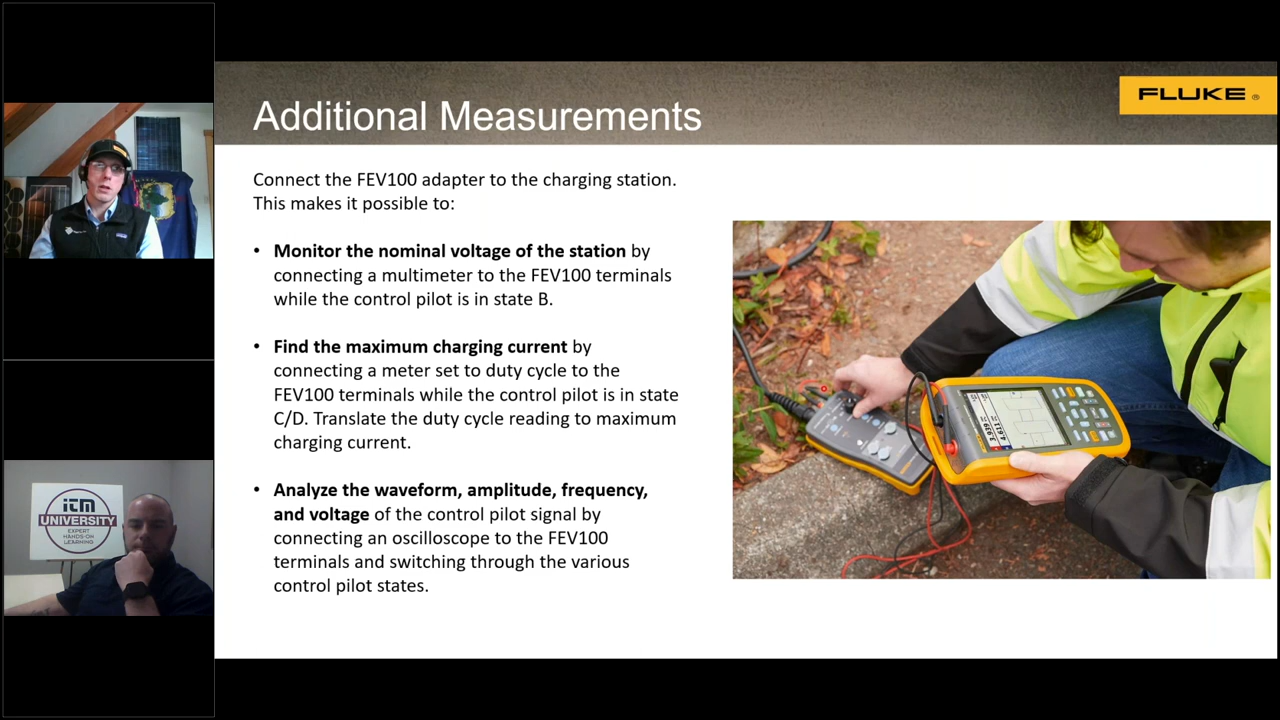 Additional Measurements
FLUKE ®
Connect the FEV100 adapter to the charging station.
This makes it possible to:
• Monitor the nominal voltage of the station by
connecting a multimeter to the FEV100 terminals
while the control pilot is in state B.
• Find the maximum charging current by
connecting a meter set to duty cycle to the
FEV100 terminals while the control pilot is in state
C/D. Translate the duty cycle reading to maximum
charging current.
• Analyze the waveform, amplitude, frequency,
and voltage of the control pilot signal by
connecting an oscilloscope to the FEV100
terminals and switching through the various
control pilot states.
iTM
UNIVERSITY
EXPERT
HANDS-ON
LEARNING